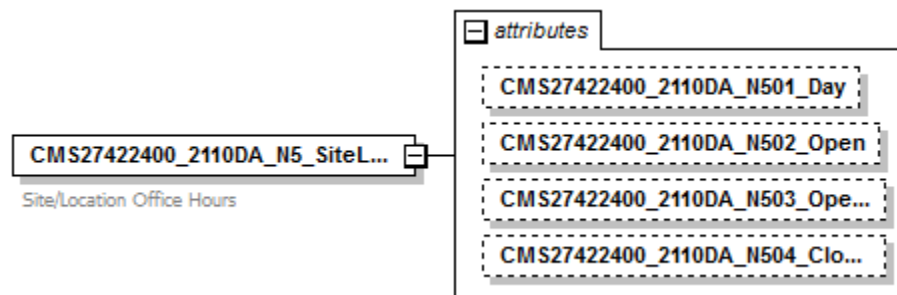 attributes
CMS27422400_2110DA_N501_Day
CMS27422400_2110DA_N502_Open
CMS27422400_2110DA_N5_SiteL...
CMS27422400_2110DA_N503_Ope...
Site/Location Office Hours
CMS27422400_2110DA_N504_Clo...